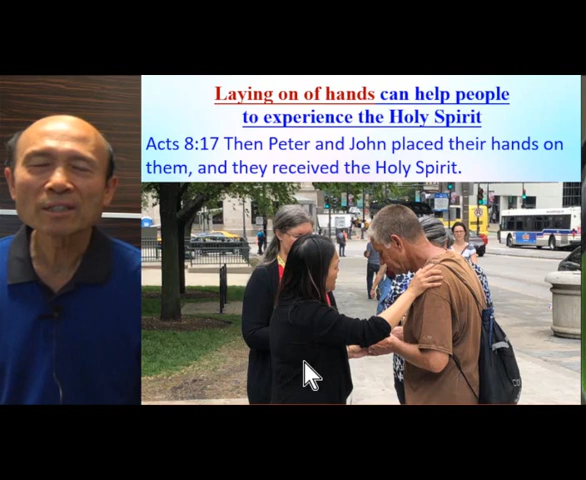 Laying on of hands can help people
to experience the Holy Spirit
Acts 8:17 Then Peter and John placed their hands on
them, and they received the Holy Spirit.